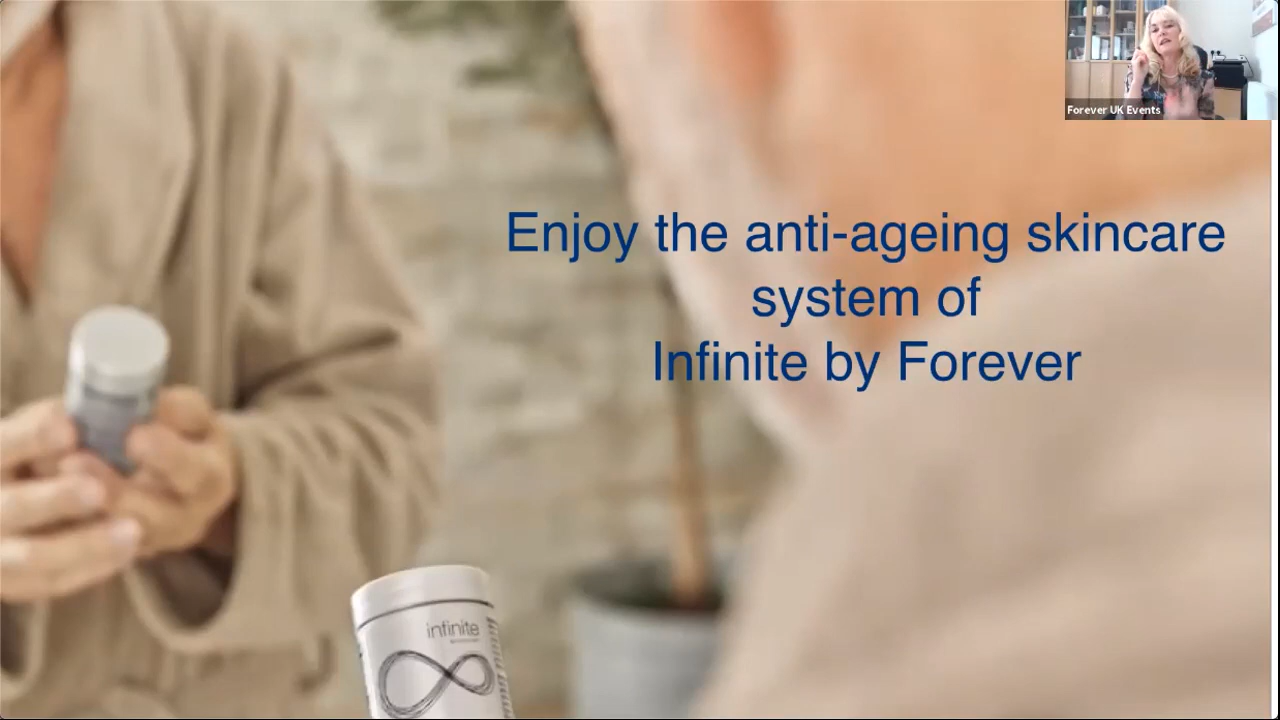 Forever UK Events
Enjoy the anti-ageing skincare
system of
Infinite by Forever
infinite